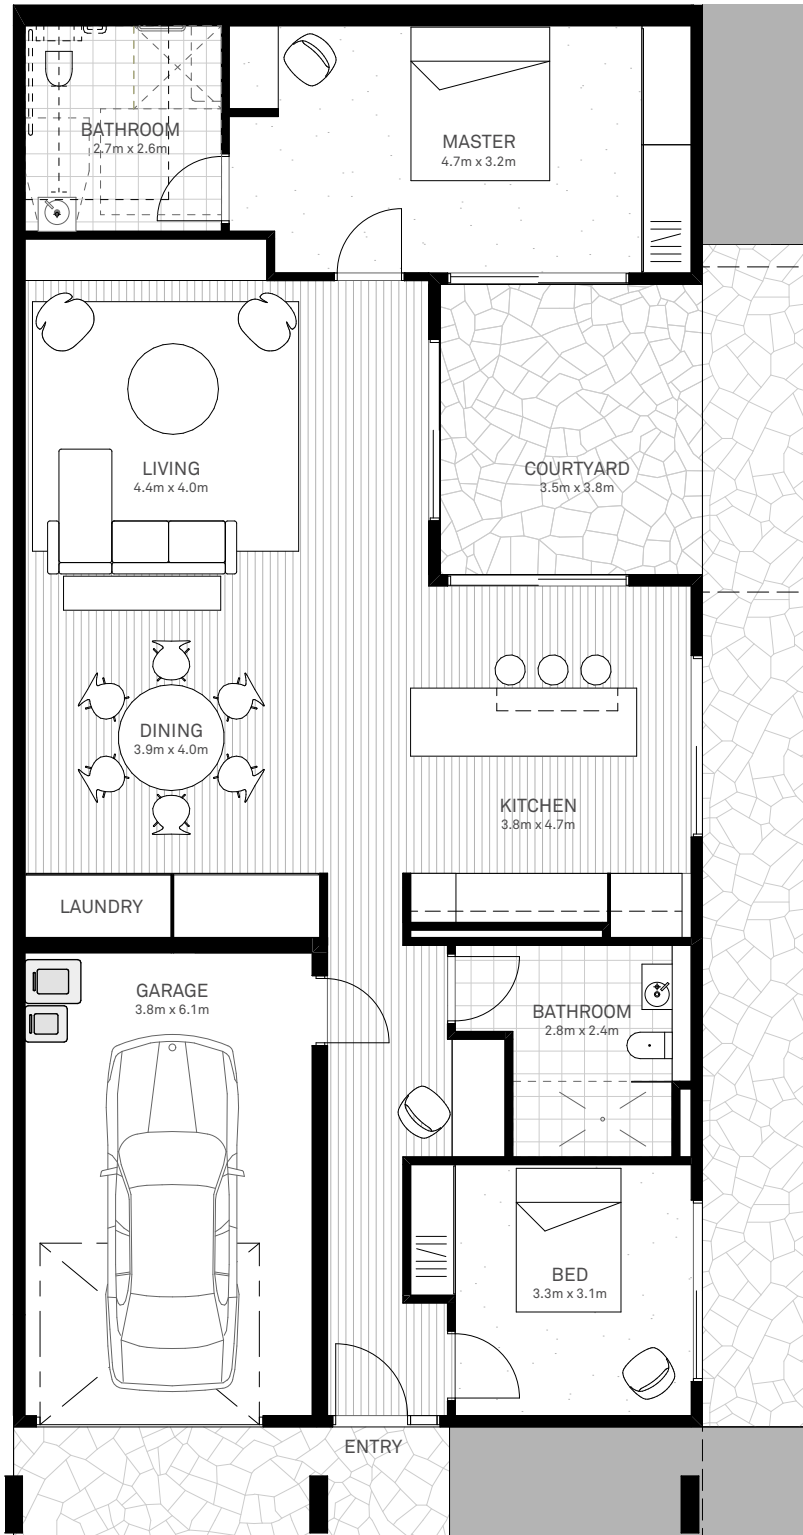 BATHROOM
2.7m x 2.6m
MASTER
4.7m x 3.2m
LIVING
4.4m x 4.0m
COURTYARD
3.5m x 3.8m
DINING
3.9m x 4.0m
KITCHEN
3.8m x 4.7m
LAUNDRY
GARAGE
3.8m x 6.1m
BATHROOM
2.8m x 2.4m
BED
3.3m x 3.1m
ENTRY